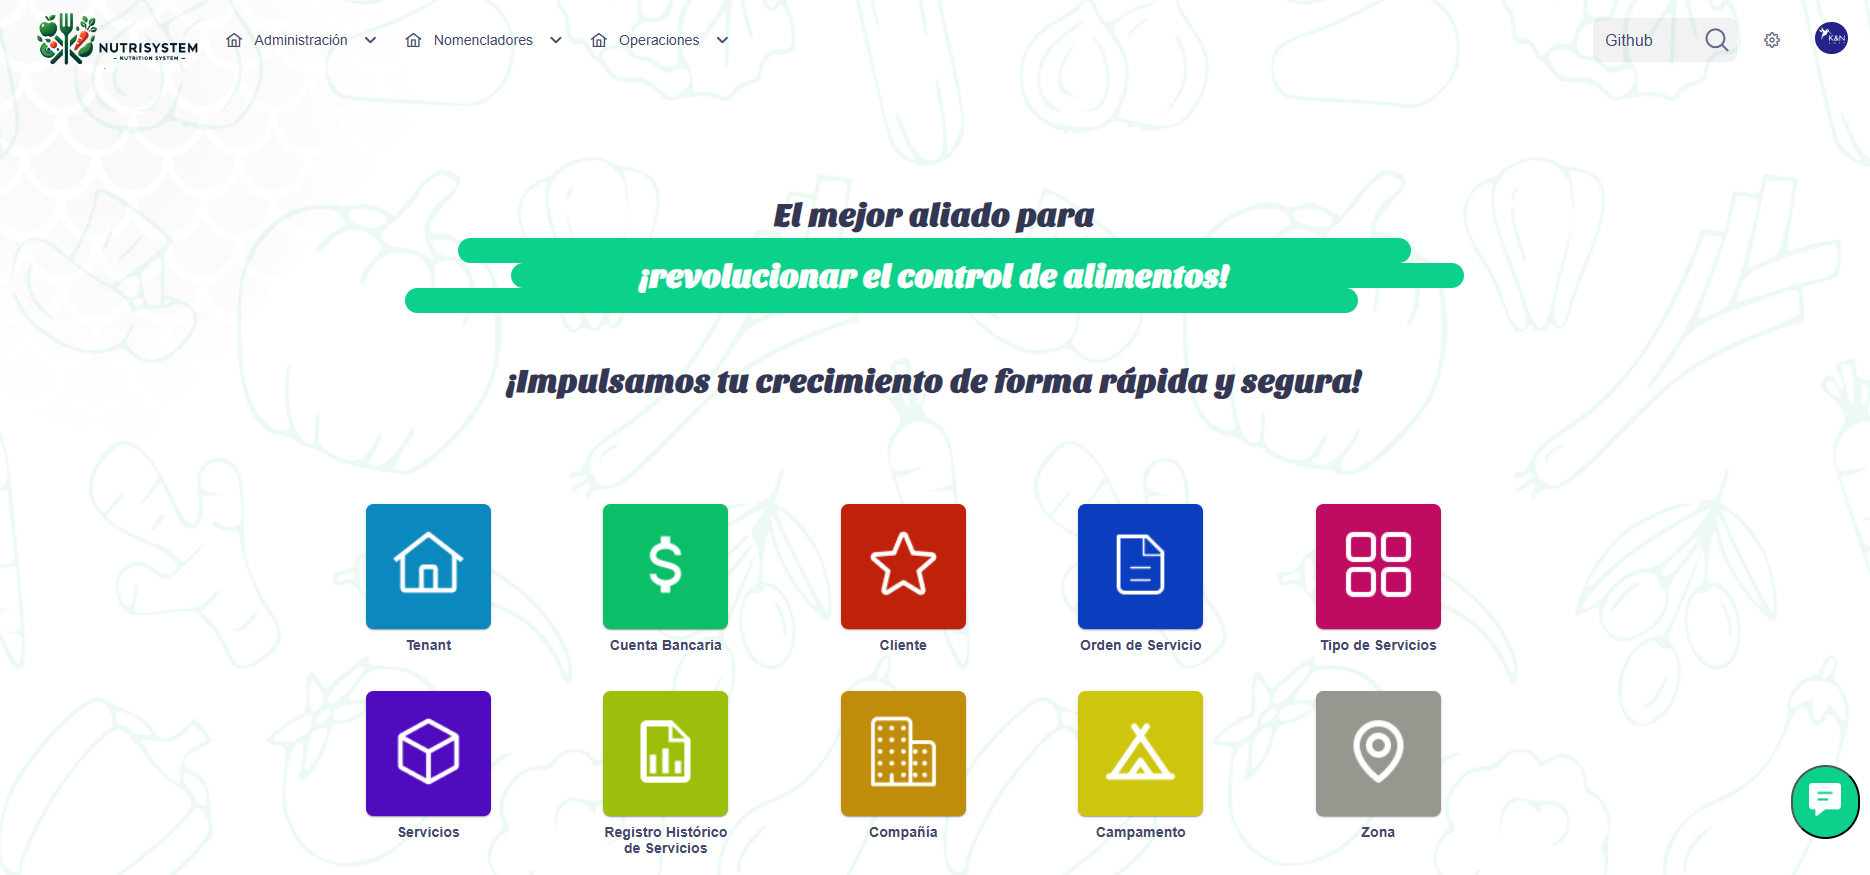 NUTRISYSTEM
– NUTRITION SYSTEM –
Administración
Nomencladores
Operaciones
Github
K&N
El mejor aliado para
¡revolucionar el control de alimentos!
¡Impulsamos tu crecimiento de forma rápida y segura!
Tenant
Cuenta Bancaria
Cliente
Orden de Servicio
Tipo de Servicios
Servicios
Registro Histórico
de Servicios
Compañía
Campamento
Zona